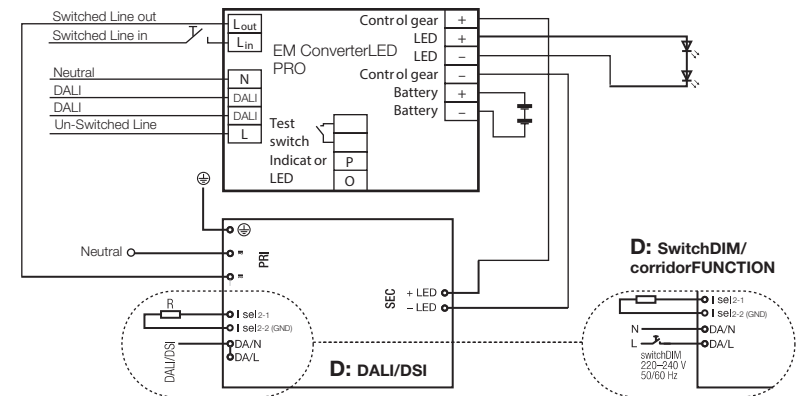 Switched Line out
Switched Line in
Neutral
DALI
DALI
Un-Switched Line
Lout
Lin
N
DALI
DALI
L
EM ConverterLED
PRO
Test
switch
Indicat or
LED
P
O
Control gear +
LED +
LED –
Control gear –
Battery +
Battery –
Neutral
PRI
=
=
SEC
+ LED
– LED
R
I sel2-1
I sel2-2 (GND)
DA/N
DA/L
DALI/DSI
D: DALI/DSI
D: SwitchDIM/
corridorFUNCTION
I sel2-1
I sel2-2 (GND)
N
DA/N
L
DA/L
switchDIM
220–240 V
50/60 Hz